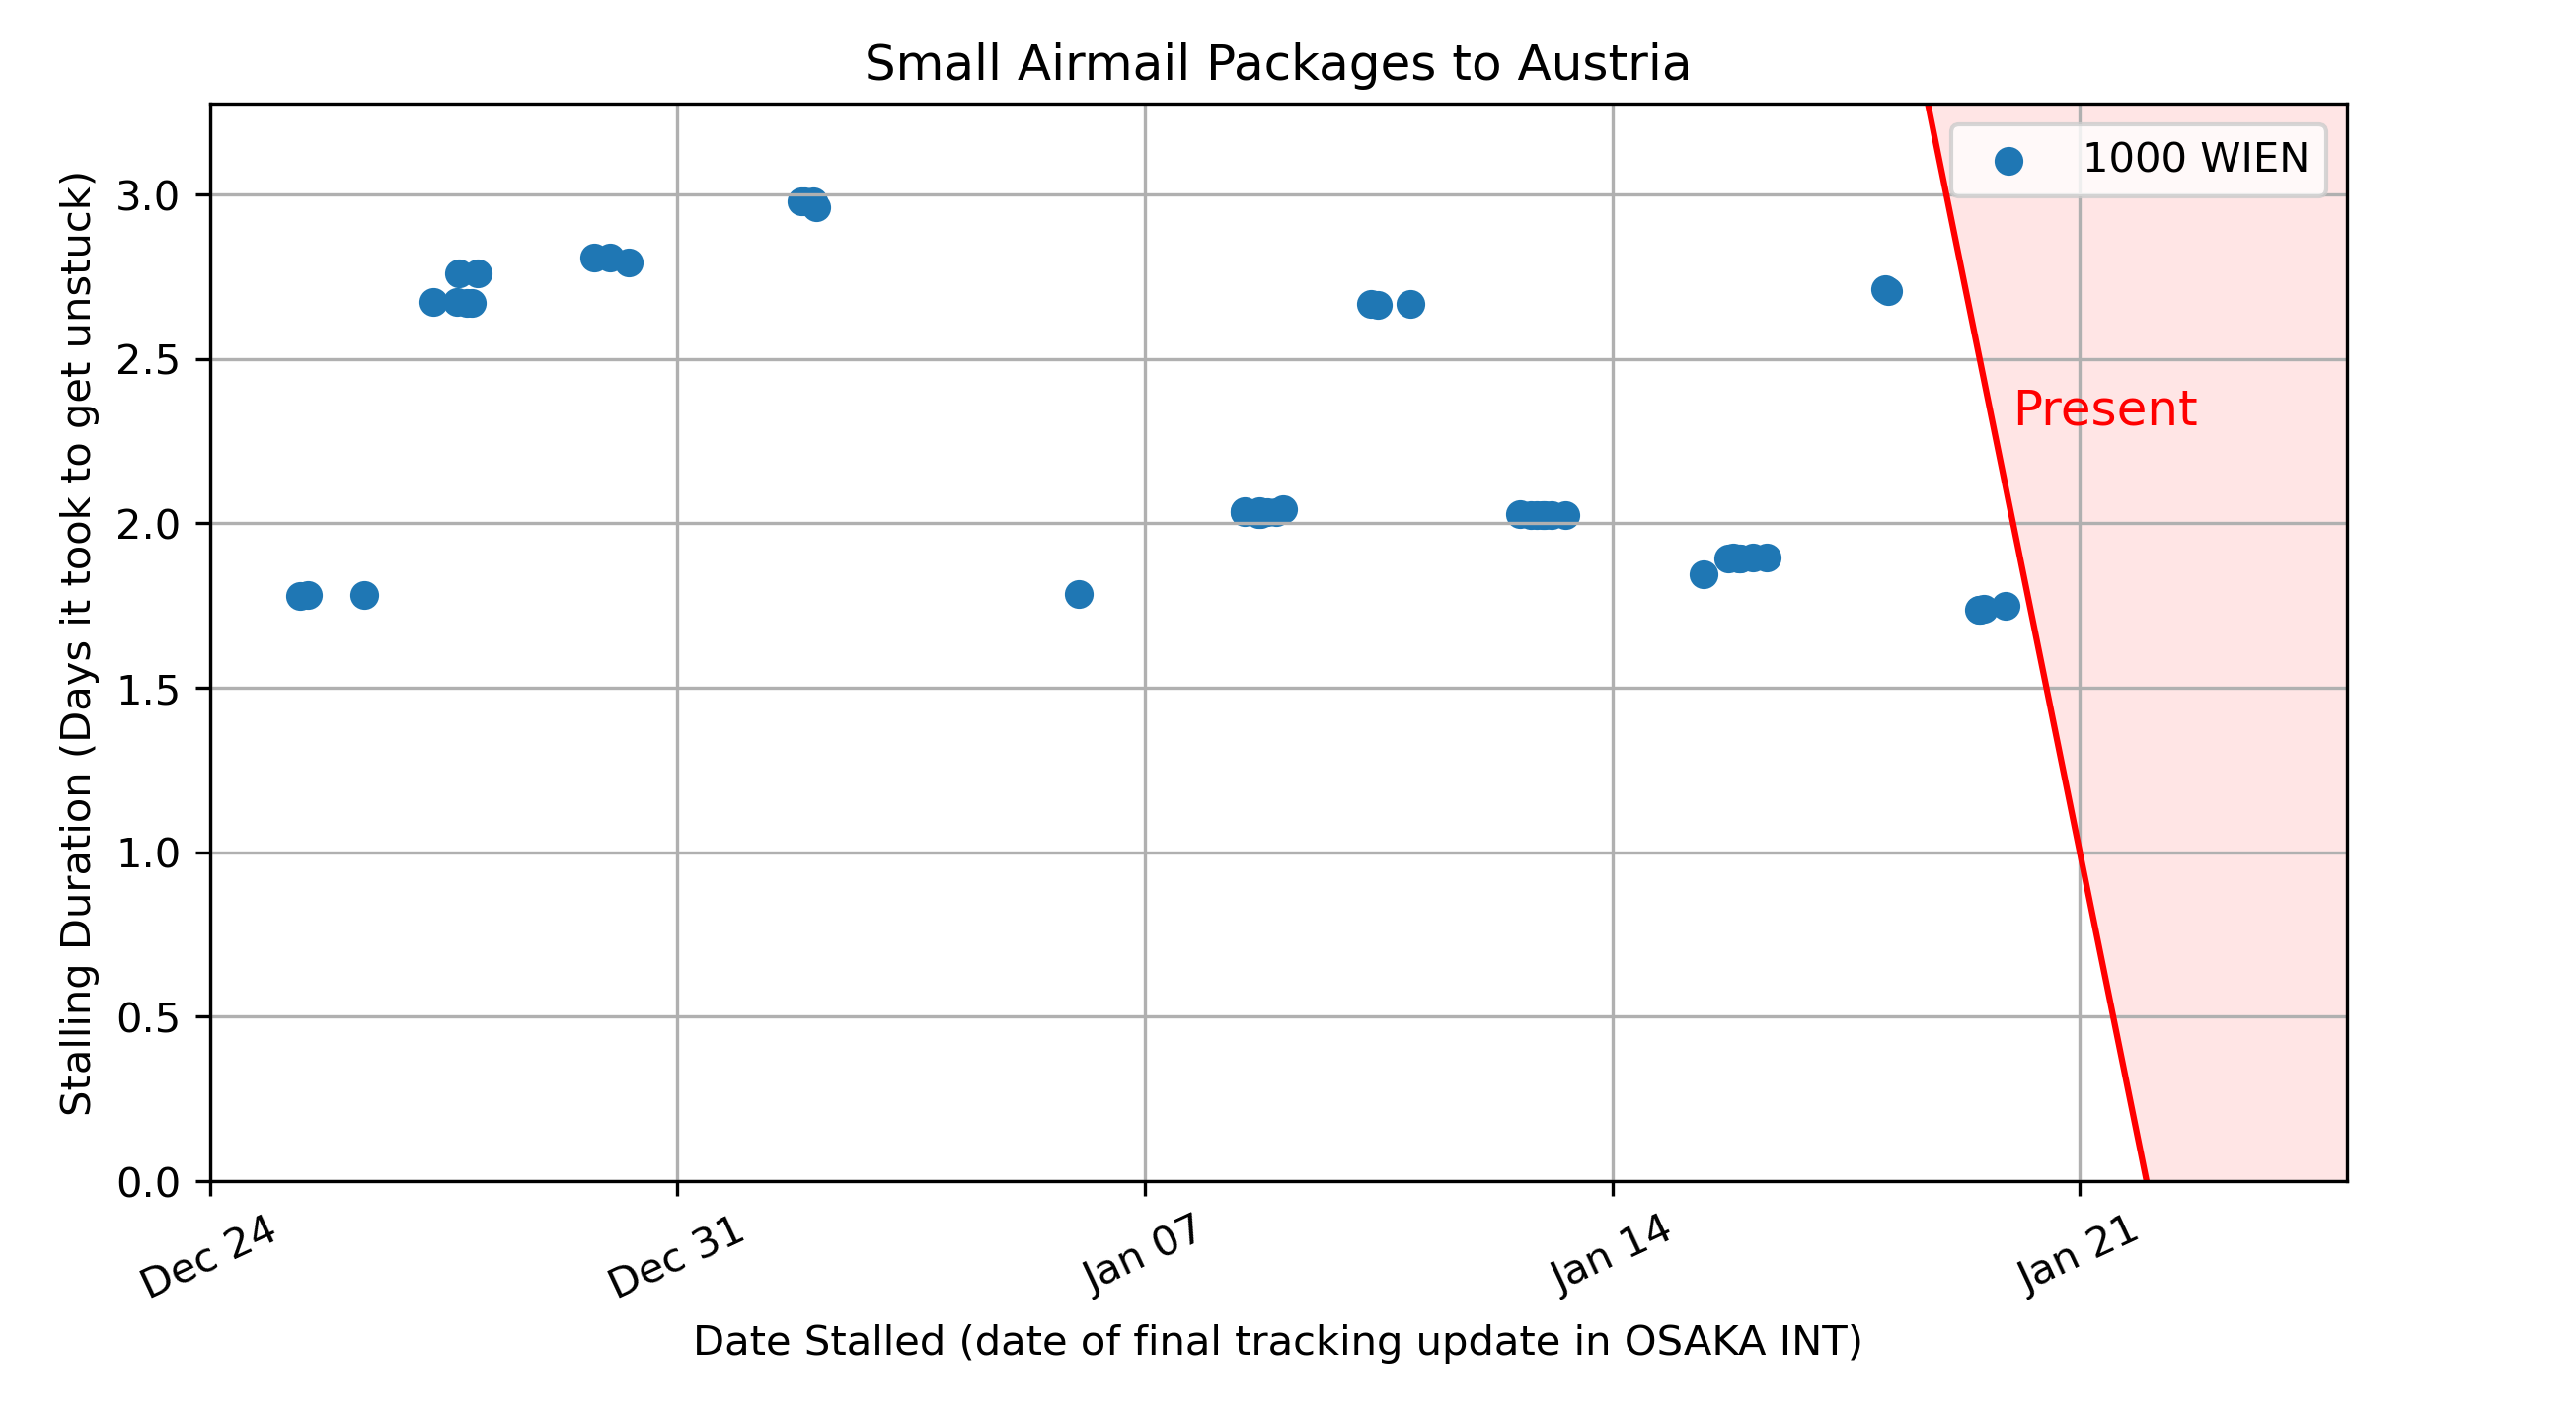 Small Airmail Packages to Austria
Stalling Duration (Days it took to get unstuck)
3.0
2.5
2.0
1.5
1.0
0.5
0.0
1000 WIEN
Present
Dec 24
Dec 31
Jan 07
Jan 14
Jan 21
Date Stalled (date of final tracking update in OSAKA INT)